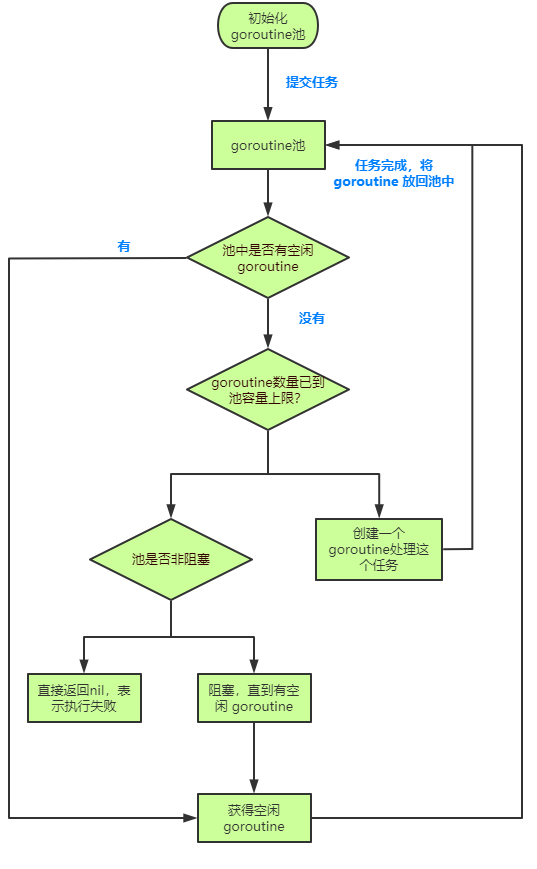 初始化
goroutine池
提交任务
goroutine池
任务完成，将
goroutine 放回池中
有
池中是否有空闲
goroutine
没有
goroutine数量已到
池容量上限?
池是否非阻塞
创建一个
goroutine处理这
个任务
直接返回nil，表
示执行失败
阻塞，直到有空
闲 goroutine
获得空闲
goroutine